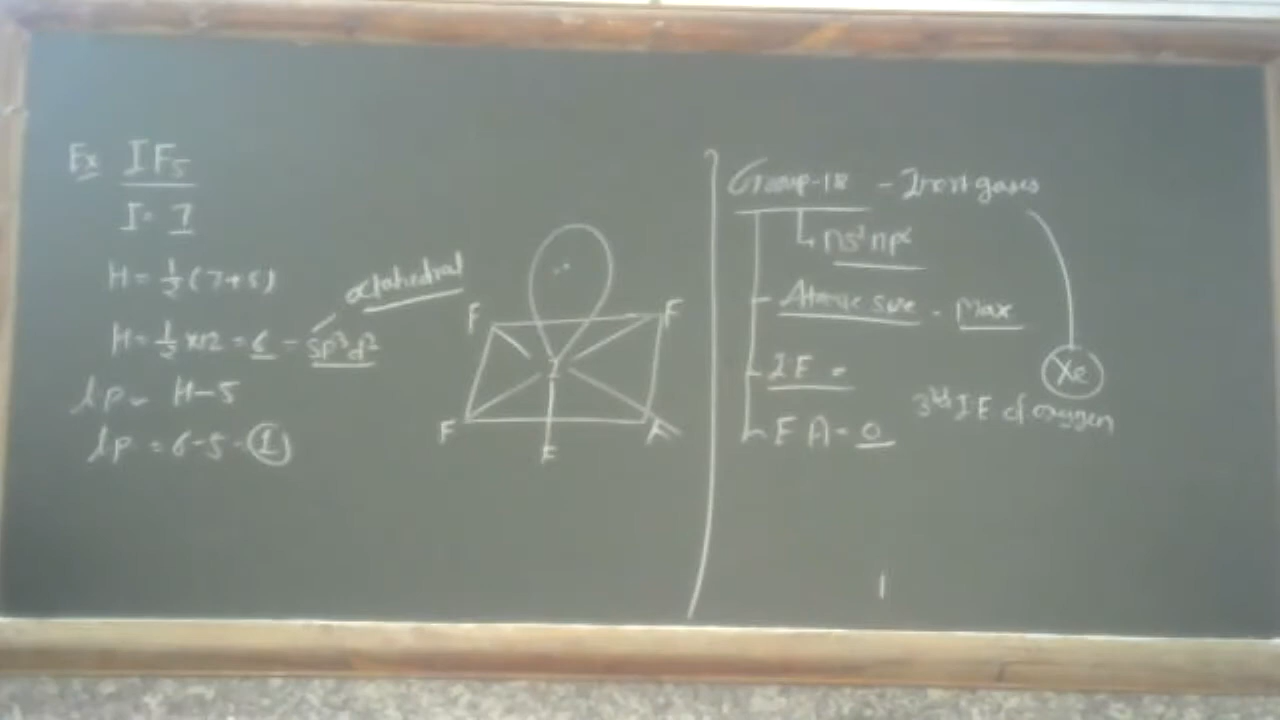 Ex IF5
I = 7
H = 1/2 (7+5)
H = 1/2 x12 = 6 - sp3d2
octahedral
lp = H-5
lp = 6-5 = 1
F F
I
F F
Group-18 - Inert gases
ns2np6
Atomic size - Max
IE =
Xe
3rd IE of oxygen
EA = 0